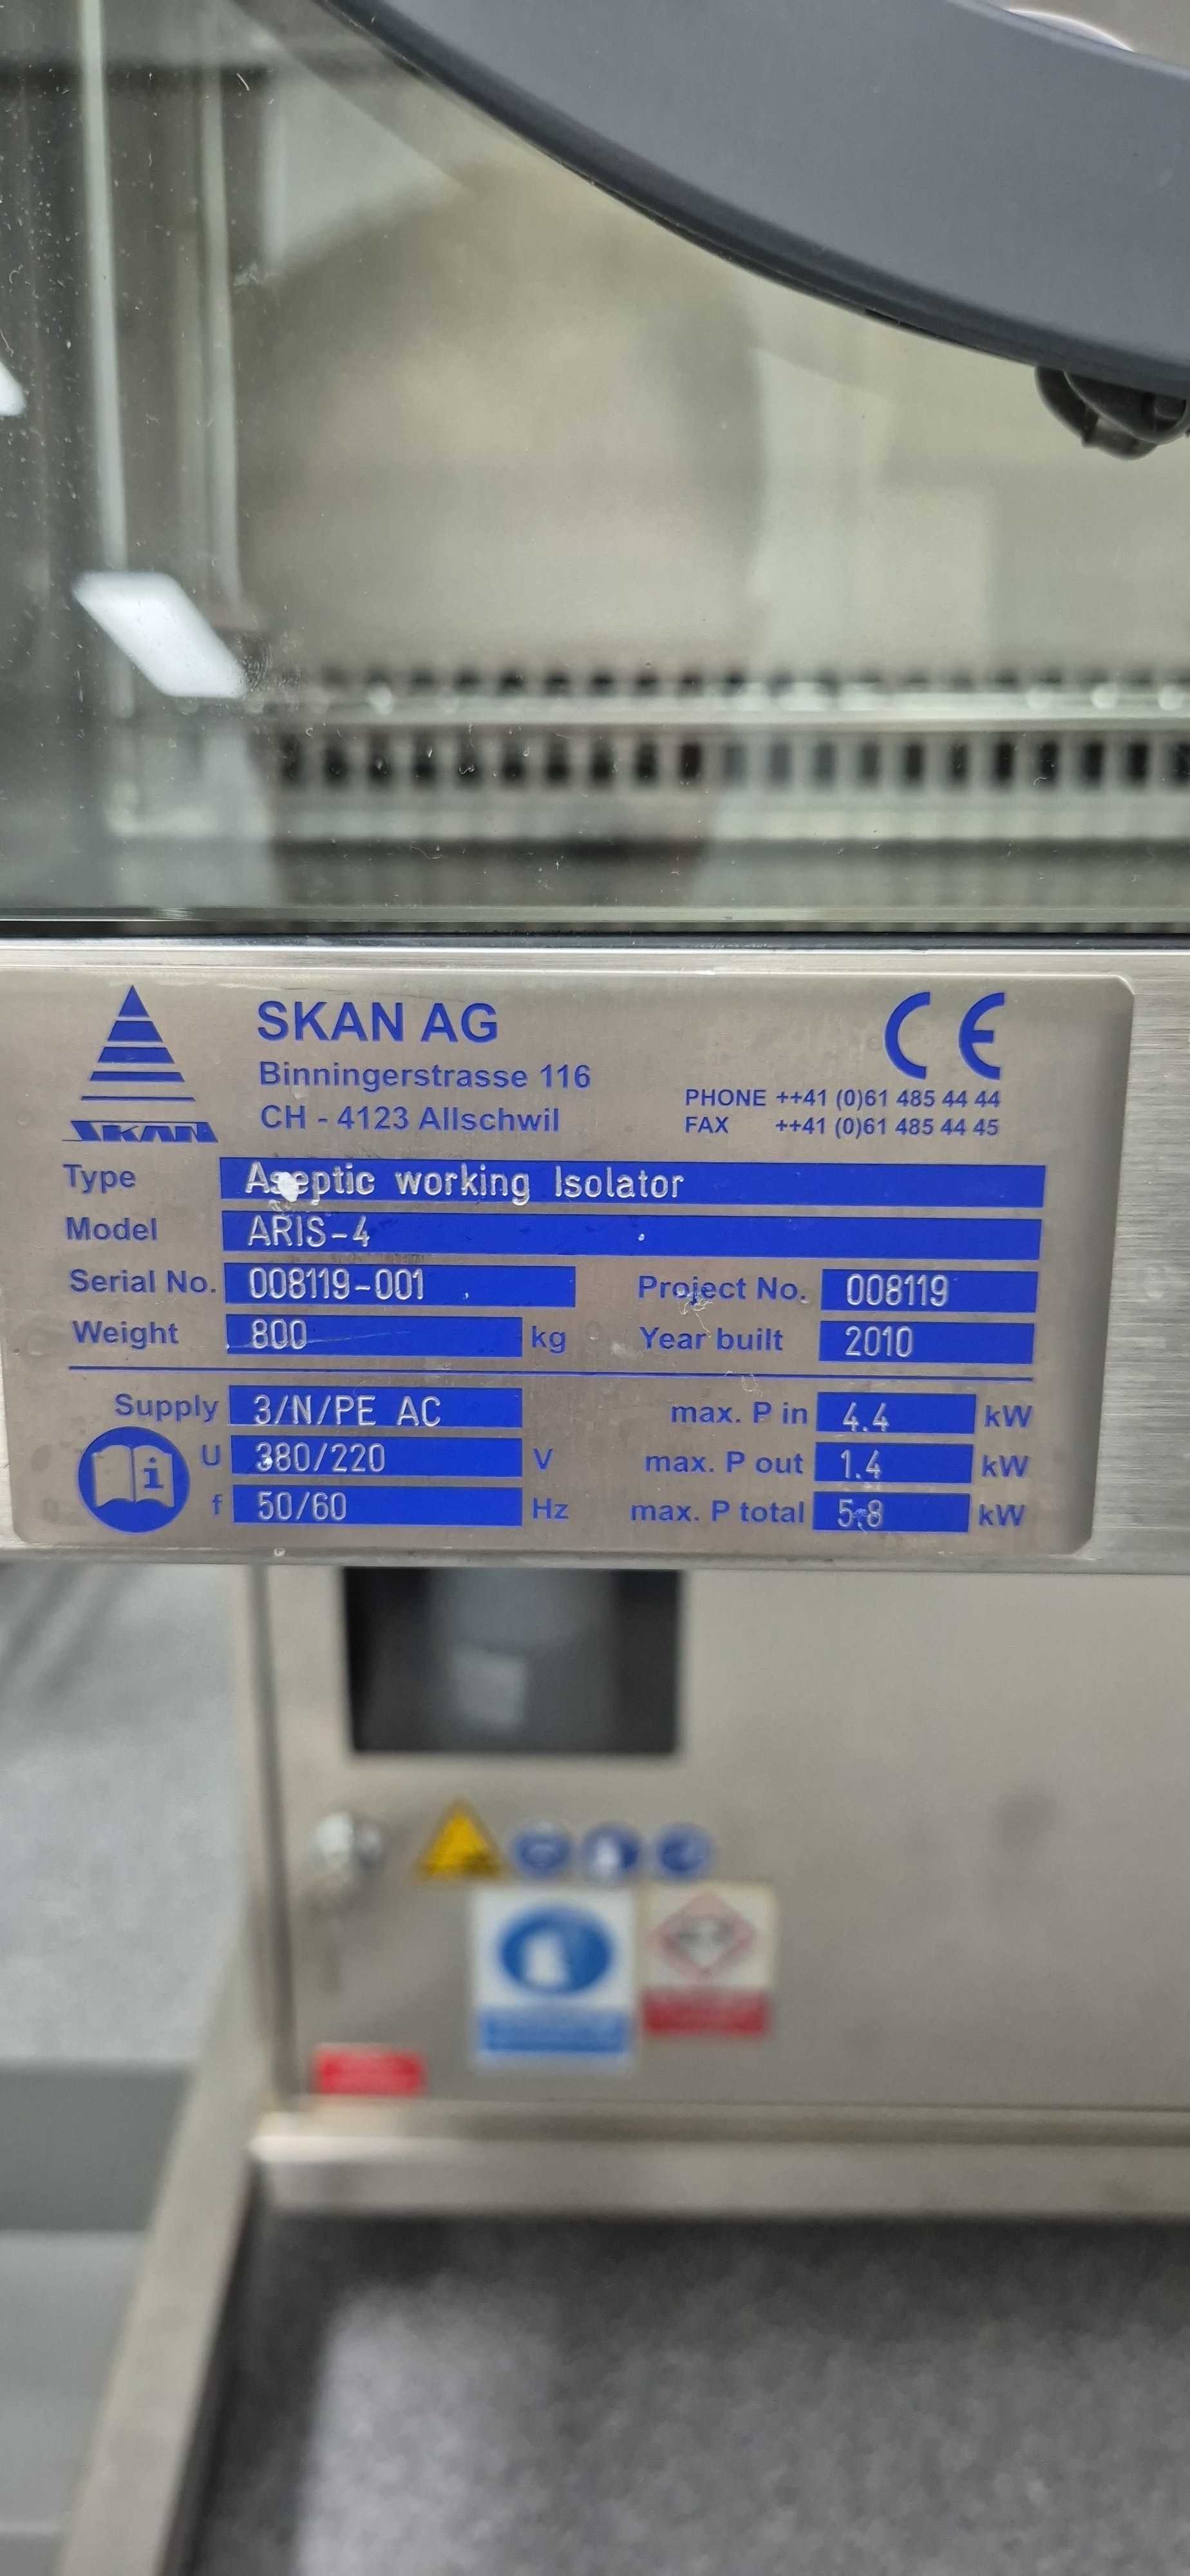 SKAN AG
Binningerstrasse 116
CH - 4123 Allschwil
CE
PHONE ++41 (0)61 485 44 44
FAX ++41 (0)61 485 44 45
SKAN
Type Aseptic working Isolator
Model ARIS-4
Serial No. 008119-001 Project No. 008119
Weight 800 kg Year built 2010
Supply 3/N/PE AC max. P in 4.4 kW
U 380/220 V max. P out 1.4 kW
f 50/60 Hz max. P total 5.8 kW